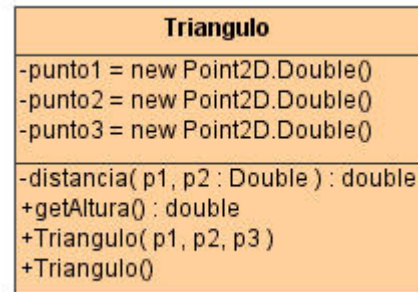 Triangulo
-punto1 = new Point2D.Double()
-punto2 = new Point2D.Double()
-punto3 = new Point2D.Double()
-distancia( p1, p2 : Double ) : double
+getAltura() : double
+Triangulo( p1, p2, p3 )
+Triangulo()